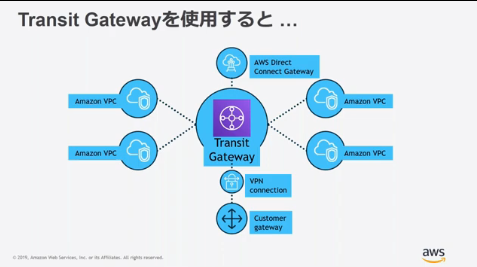 Transit Gatewayを使用すると ...
AWS Direct
Connect Gateway
Amazon VPC
Amazon VPC
Transit
Gateway
Amazon VPC
Amazon VPC
VPN
connection
Customer
gateway
© 2019, Amazon Web Services, Inc. or its Affiliates. All rights reserved.
aws